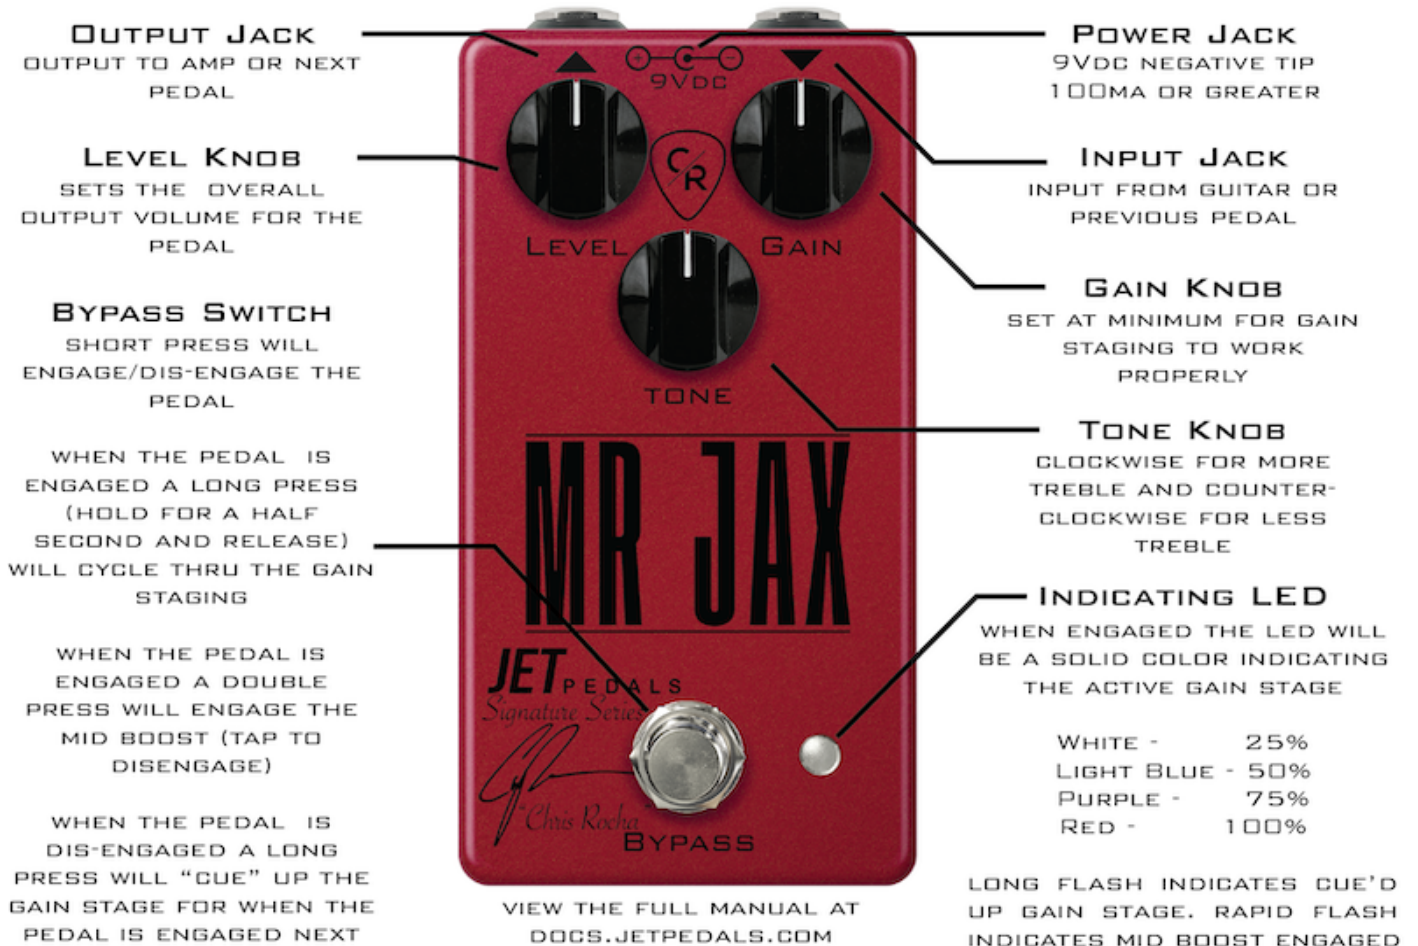 OUTPUT JACK
OUTPUT TO AMP OR NEXT
PEDAL
LEVEL KNOB
SETS THE OVERALL
OUTPUT VOLUME FOR THE
PEDAL
BYPASS SWITCH
SHORT PRESS WILL
ENGAGE/DIS-ENGAGE THE
PEDAL
WHEN THE PEDAL IS
ENGAGED A LONG PRESS
(HOLD FOR A HALF
SECOND AND RELEASE)
WILL CYCLE THRU THE GAIN
STAGING
WHEN THE PEDAL IS
ENGAGED A DOUBLE
PRESS WILL ENGAGE THE
MID BOOST (TAP TO
DISENGAGE)
WHEN THE PEDAL IS
DIS-ENGAGED A LONG
PRESS WILL “CUE” UP THE
GAIN STAGE FOR WHEN THE
PEDAL IS ENGAGED NEXT
9VDC
C/R
LEVEL
GAIN
TONE
MR JAX
JET PEDALS
Signature Series
"Chris Rocha"
BYPASS
VIEW THE FULL MANUAL AT
DOCS.JETPEDALS.COM
POWER JACK
9VDC NEGATIVE TIP
100MA OR GREATER
INPUT JACK
INPUT FROM GUITAR OR
PREVIOUS PEDAL
GAIN KNOB
SET AT MINIMUM FOR GAIN
STAGING TO WORK
PROPERLY
TONE KNOB
CLOCKWISE FOR MORE
TREBLE AND COUNTER-
CLOCKWISE FOR LESS
TREBLE
INDICATING LED
WHEN ENGAGED THE LED WILL
BE A SOLID COLOR INDICATING
THE ACTIVE GAIN STAGE
WHITE - 25%
LIGHT BLUE - 50%
PURPLE - 75%
RED - 100%
LONG FLASH INDICATES CUE'D
UP GAIN STAGE. RAPID FLASH
INDICATES MID BOOST ENGAGED